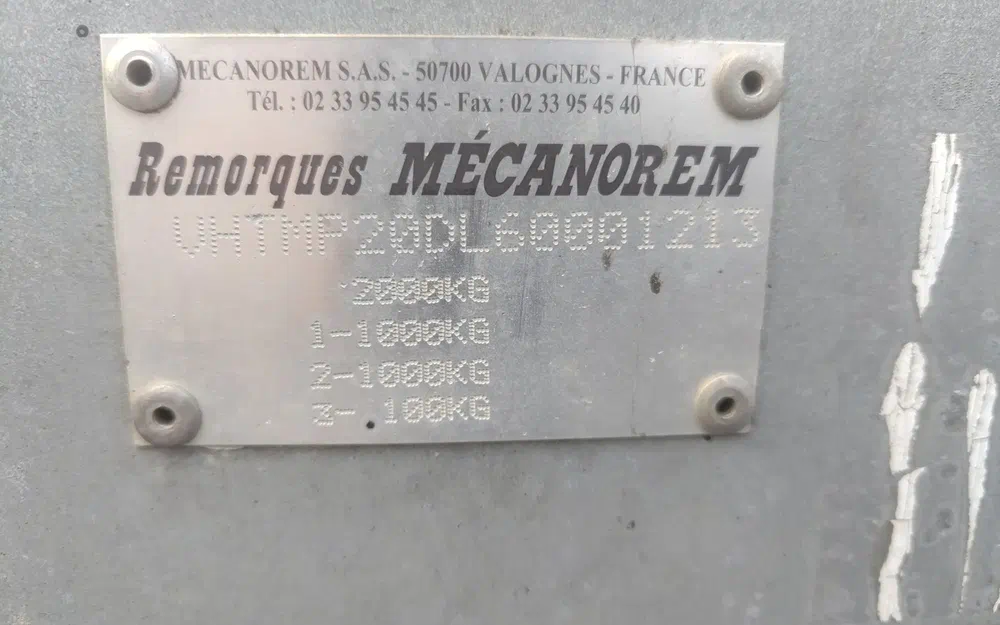 MECANOREM S.A.S. - 50700 VALOGNES - FRANCE
Tél. : 02 33 95 45 45 - Fax : 02 33 95 45 40
Remorques MÉCANOREM
VHTMP20DL60001213
2000KG
1-1000KG
2-1000KG
3- 100KG